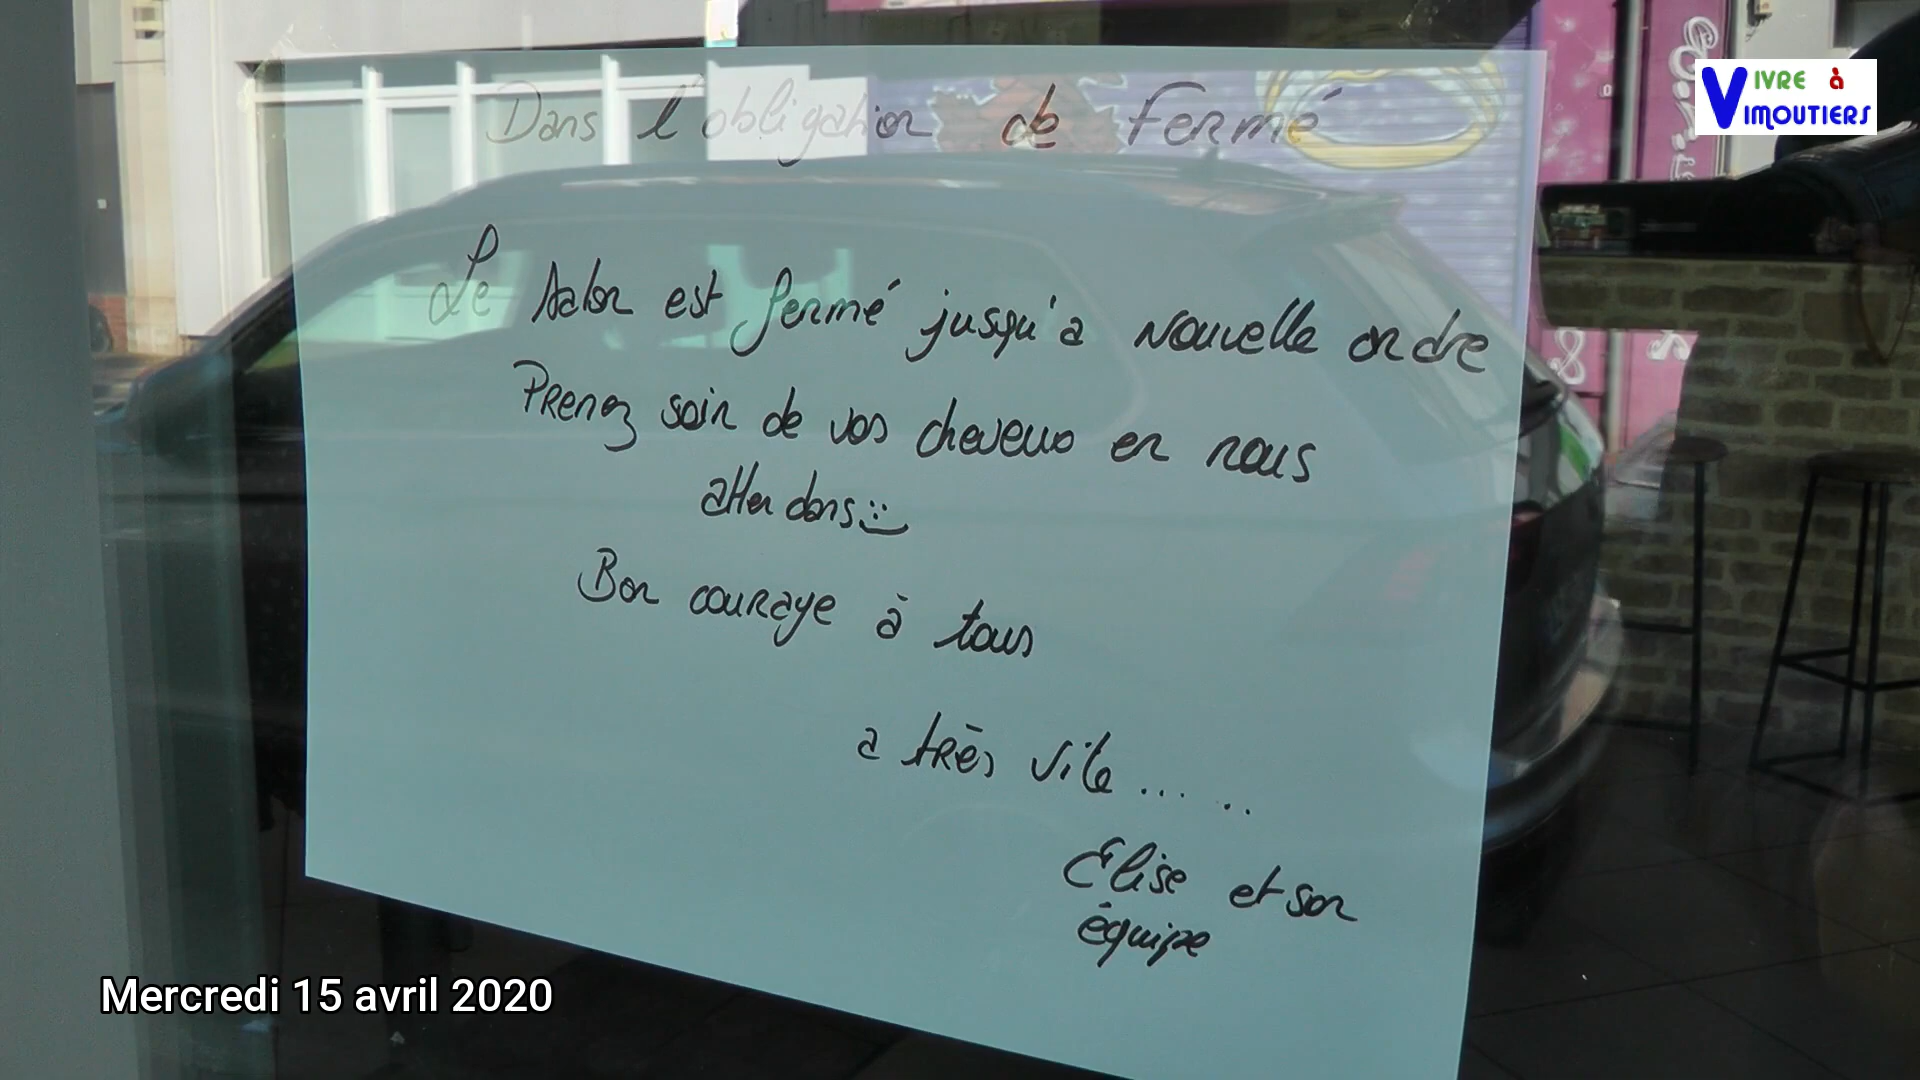 Dans l'obligation de Fermé
Le salon est fermé jusqu'a nouvelle ordre
Prenez soin de vos cheveux en nous
attendans :)
Bon courage à tous
a très vite ... ..
Elise et son
équipe
Mercredi 15 avril 2020
VIVRE à
VIMOUTIERS